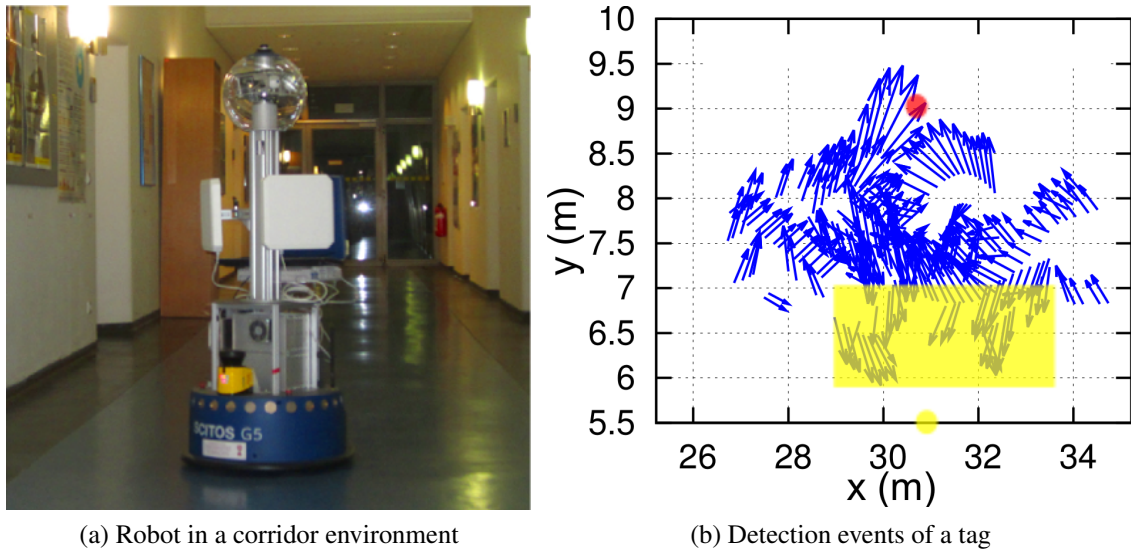 SCITOS G5
(a) Robot in a corridor environment
10
9.5
9
8.5
8
7.5
7
6.5
6
5.5
y (m)
26 28 30 32 34
x (m)
(b) Detection events of a tag